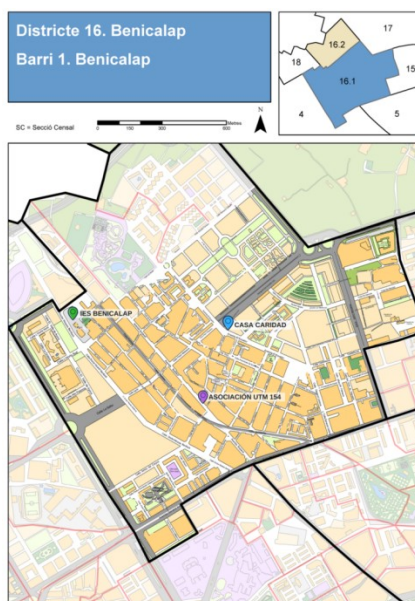 Districte 16. Benicalap
Barri 1. Benicalap
SC = Secció Censal
0
150
300
600
Metres
N
17
16.2
18
16.1
15
4
5
IES BENICALAP
CASA CARIDAD
ASOCIACIÓN UTM 154